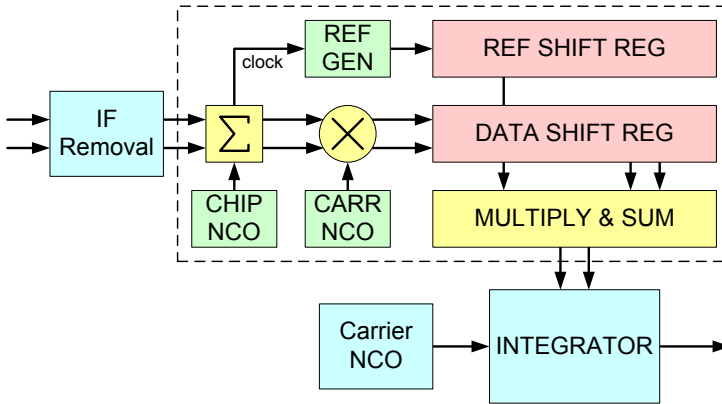 REF
GEN
REF SHIFT REG
clock
IF
Removal
Σ
×
DATA SHIFT REG
CHIP
NCO
CARR
NCO
MULTIPLY & SUM
Carrier
NCO
INTEGRATOR